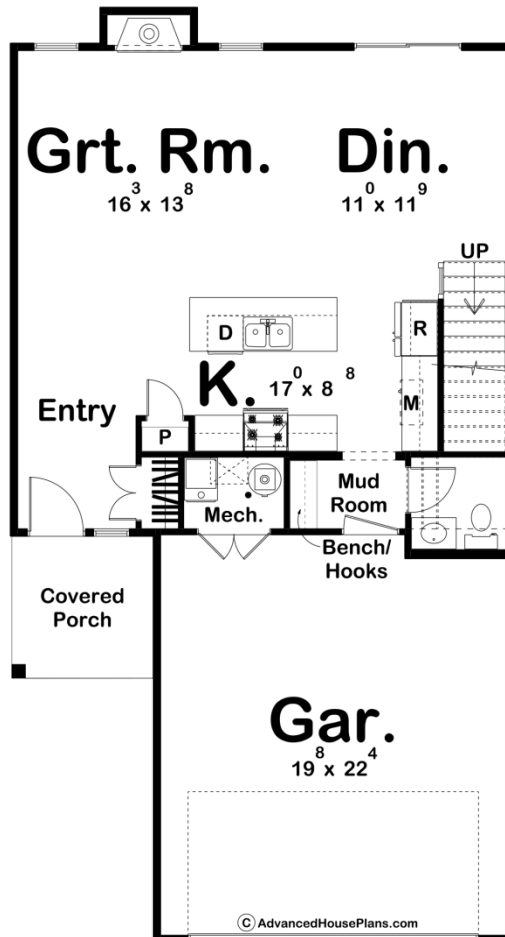 Grt. Rm.
16³ x 13⁸
Din.
11⁰ x 11⁹
UP
D
R
K. 17⁰ x 8⁸
M
Entry
P
Mech.
Mud
Room
Bench/
Hooks
Covered
Porch
Gar.
19⁸ x 22⁴
© AdvancedHousePlans.com